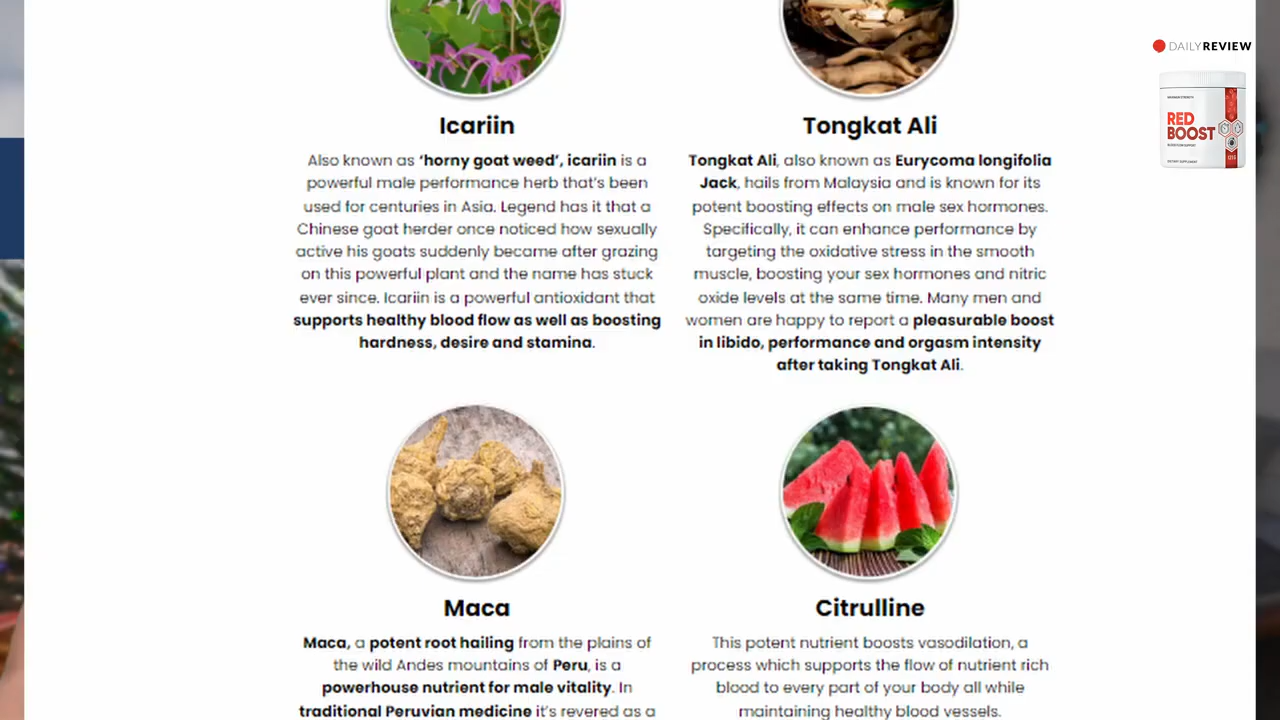 DAILYREVIEW
RED
BOOST
Icariin
Also known as ‘horny goat weed’, icariin is a
powerful male performance herb that’s been
used for centuries in Asia. Legend has it that a
Chinese goat herder once noticed how sexually
active his goats suddenly became after grazing
on this powerful plant and the name has stuck
ever since. Icariin is a powerful antioxidant that
supports healthy blood flow as well as boosting
hardness, desire and stamina.
Tongkat Ali
Tongkat Ali, also known as Eurycoma longifolia
Jack, hails from Malaysia and is known for its
potent boosting effects on male sex hormones.
Specifically, it can enhance performance by
targeting the oxidative stress in the smooth
muscle, boosting your sex hormones and nitric
oxide levels at the same time. Many men and
women are happy to report a pleasurable boost
in libido, performance and orgasm intensity
after taking Tongkat Ali.
Maca
Maca, a potent root hailing from the plains of
the wild Andes mountains of Peru, is a
powerhouse nutrient for male vitality. In
traditional Peruvian medicine it’s revered as a
Citrulline
This potent nutrient boosts vasodilation, a
process which supports the flow of nutrient rich
blood to every part of your body all while
maintaining healthy blood vessels.